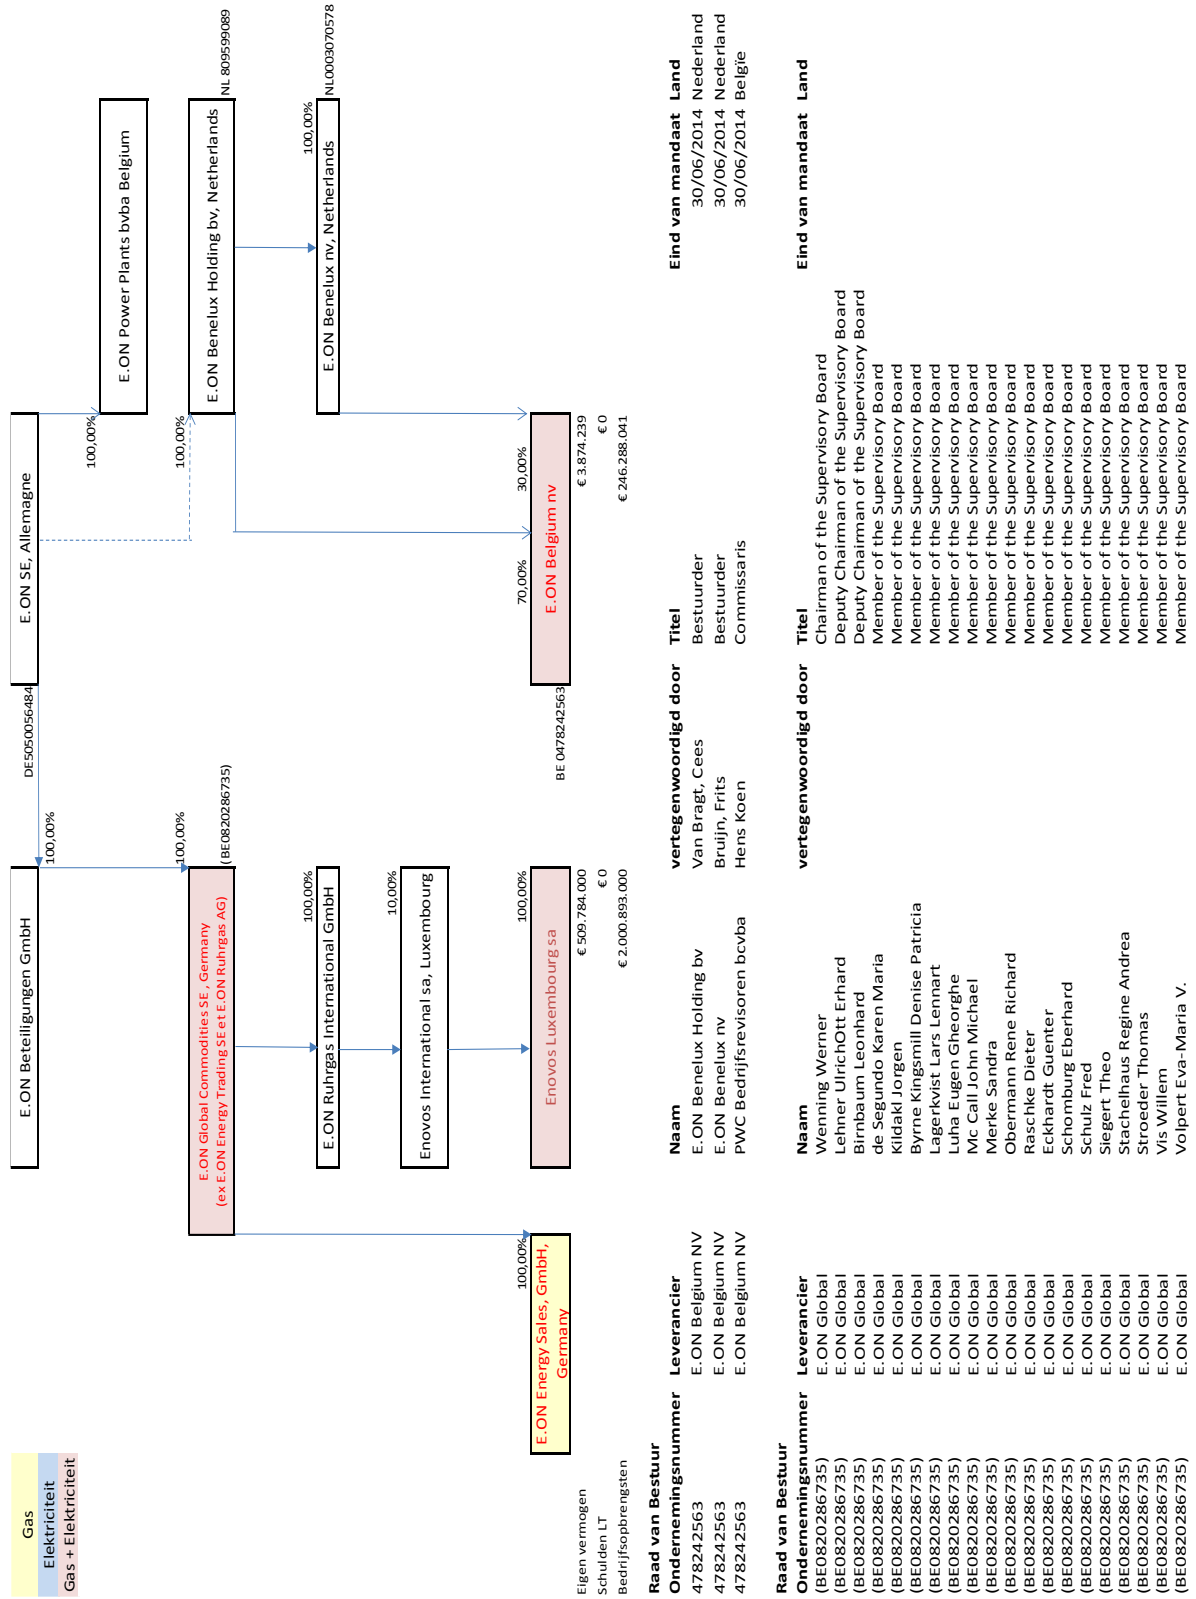 Gas
Elektriciteit
Gas + Elektriciteit
E.ON Beteiligungen GmbH
DE5050056484
E.ON SE, Allemagne
100,00%
100,00%
E.ON Power Plants bvba Belgium
100,00%
E.ON Global Commodities SE , Germany
(ex E.ON Energy Trading SE et E.ON Ruhrgas AG)
(BE0820286735)
100,00%
E.ON Benelux Holding bv, Netherlands
NL 809599089
100,00%
E.ON Ruhrgas International GmbH
100,00%
E.ON Benelux nv, Netherlands
NL0003070578
10,00%
Enovos International sa, Luxembourg
100,00%
100,00%
70,00%
30,00%
E.ON Energy Sales, GmbH,
Germany
Enovos Luxembourg sa
BE 0478242563
E.ON Belgium nv
Eigen vermogen € 509.784.000 € 3.874.239
Schulden LT € 0 € 0
Bedrijfsopbrengsten € 2.000.893.000 € 246.288.041
Raad van Bestuur
Ondernemingsnummer Leverancier Naam vertegenwoordigd door Titel Eind van mandaat Land
478242563 E.ON Belgium NV E.ON Benelux Holding bv Van Bragt, Cees Bestuurder 30/06/2014 Nederland
478242563 E.ON Belgium NV E.ON Benelux nv Bruijn, Frits Bestuurder 30/06/2014 Nederland
478242563 E.ON Belgium NV PWC Bedrijfsrevisoren bcvba Hens Koen Commissaris 30/06/2014 Belgïe
Raad van Bestuur
Ondernemingsnummer Leverancier Naam vertegenwoordigd door Titel Eind van mandaat Land
(BE0820286735) E.ON Global Wenning Werner Chairman of the Supervisory Board
(BE0820286735) E.ON Global Lehner UlrichOtt Erhard Deputy Chairman of the Supervisory Board
(BE0820286735) E.ON Global Birnbaum Leonhard Deputy Chairman of the Supervisory Board
(BE0820286735) E.ON Global de Segundo Karen Maria Member of the Supervisory Board
(BE0820286735) E.ON Global Kildakl Jorgen Member of the Supervisory Board
(BE0820286735) E.ON Global Byrne Kingsmill Denise Patricia Member of the Supervisory Board
(BE0820286735) E.ON Global Lagerkvist Lars Lennart Member of the Supervisory Board
(BE0820286735) E.ON Global Luha Eugen Gheorghe Member of the Supervisory Board
(BE0820286735) E.ON Global Mc Call John Michael Member of the Supervisory Board
(BE0820286735) E.ON Global Merke Sandra Member of the Supervisory Board
(BE0820286735) E.ON Global Obermann Rene Richard Member of the Supervisory Board
(BE0820286735) E.ON Global Raschke Dieter Member of the Supervisory Board
(BE0820286735) E.ON Global Eckhardt Guenter Member of the Supervisory Board
(BE0820286735) E.ON Global Schomburg Eberhard Member of the Supervisory Board
(BE0820286735) E.ON Global Schulz Fred Member of the Supervisory Board
(BE0820286735) E.ON Global Siegert Theo Member of the Supervisory Board
(BE0820286735) E.ON Global Stachelhaus Regine Andrea Member of the Supervisory Board
(BE0820286735) E.ON Global Stroeder Thomas Member of the Supervisory Board
(BE0820286735) E.ON Global Vis Willem Member of the Supervisory Board
(BE0820286735) E.ON Global Volpert Eva-Maria V. Member of the Supervisory Board